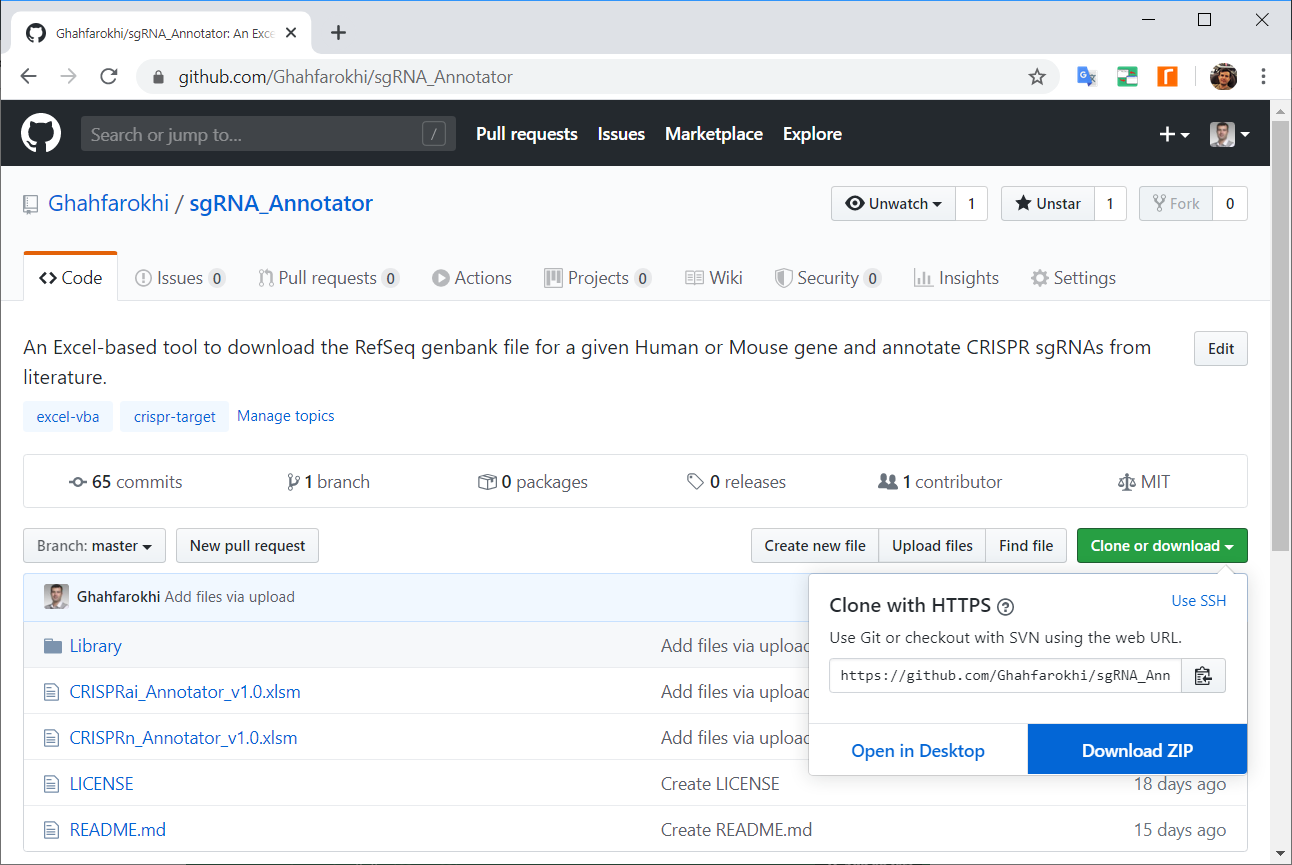 Ghahfarokhi/sgRNA_Annotator: An Exce
github.com/Ghahfarokhi/sgRNA_Annotator
Search or jump to... /
Pull requests Issues Marketplace Explore
Ghahfarokhi / sgRNA_Annotator
Unwatch 1 Unstar 1 Fork 0
Code Issues 0 Pull requests 0 Actions Projects 0 Wiki Security 0 Insights Settings
An Excel-based tool to download the RefSeq genbank file for a given Human or Mouse gene and annotate CRISPR sgRNAs from
literature.
Edit
excel-vba crispr-target Manage topics
65 commits 1 branch 0 packages 0 releases 1 contributor MIT
Branch: master New pull request Create new file Upload files Find file Clone or download
Ghahfarokhi Add files via upload
Library Add files via upload
CRISPRai_Annotator_v1.0.xlsm Add files via upload
CRISPRn_Annotator_v1.0.xlsm Add files via upload
LICENSE Create LICENSE 18 days ago
README.md Create README.md 15 days ago
Clone with HTTPS Use SSH
Use Git or checkout with SVN using the web URL.
https://github.com/Ghahfarokhi/sgRNA_Ann
Open in Desktop Download ZIP